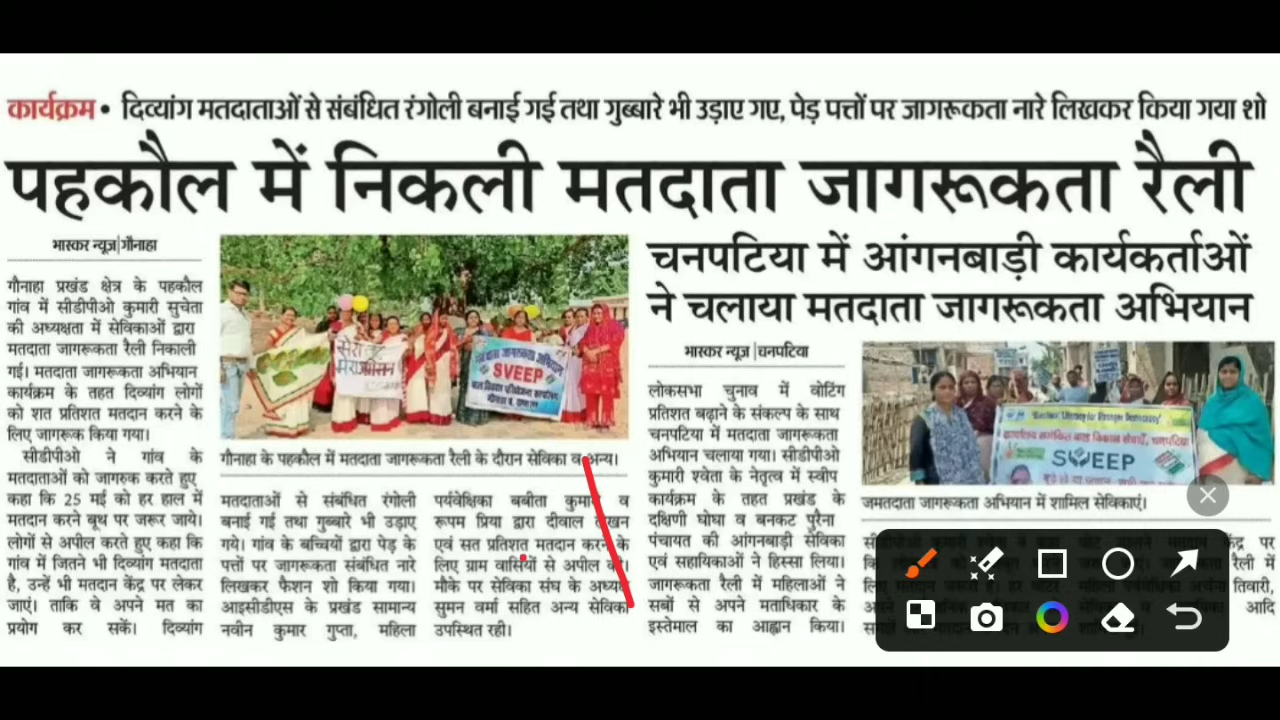 कार्यक्रम • दिव्यांग मतदाताओं से संबंधित रंगोली बनाई गई तथा गुब्बारे भी उड़ाए गए, पेड़ पत्तों पर जागरूकता नारे लिखकर किया गया शो
पहकौल में निकली मतदाता जागरूकता रैली
भास्कर न्यूज|गौनाहा
गौनाहा प्रखंड क्षेत्र के पहकौल
गांव में सीडीपीओ कुमारी सुचेता
की अध्यक्षता में सेविकाओं द्वारा
मतदाता जागरूकता रैली निकाली
गई। मतदाता जागरूकता अभियान
कार्यक्रम के तहत दिव्यांग लोगों
को शत प्रतिशत मतदान करने के
लिए जागरूक किया गया।
सीडीपीओ ने गांव के
मतदाताओं को जागरुक करते हुए
कहा कि 25 मई को हर हाल में
मतदान करने बूथ पर जरूर जाये।
लोगों से अपील करते हुए कहा कि
गांव में जितने भी दिव्यांग मतदाता
है, उन्हें भी मतदान केंद्र पर लेकर
जाएं। ताकि वे अपने मत का
प्रयोग कर सकें। दिव्यांग
मतदाता जागरूकता अभियान
SVEEP
गौनाहा के पहकौल में मतदाता जागरूकता रैली के दौरान सेविका व अन्य।
मतदाताओं से संबंधित रंगोली
बनाई गई तथा गुब्बारे भी उड़ाए
गये। गांव के बच्चियों द्वारा पेड़ के
पत्तों पर जागरूकता संबंधित नारे
लिखकर फैशन शो किया गया।
आइसीडीएस के प्रखंड सामान्य
नवीन कुमार गुप्ता, महिला
पर्यवेक्षिका बबीता कुमारी व
रूपम प्रिया द्वारा दीवाल लेखन
एवं सत प्रतिशत मतदान करने के
लिए ग्राम वासियों से अपील की।
मौके पर सेविका संघ के अध्यक्ष
सुमन वर्मा सहित अन्य सेविका
उपस्थित रही।
चनपटिया में आंगनबाड़ी कार्यकर्ताओं
ने चलाया मतदाता जागरूकता अभियान
भास्कर न्यूज|चनपटिया
लोकसभा चुनाव में वोटिंग
प्रतिशत बढ़ाने के संकल्प के साथ
चनपटिया में मतदाता जागरूकता
अभियान चलाया गया। सीडीपीओ
कुमारी श्वेता के नेतृत्व में स्वीप
कार्यक्रम के तहत प्रखंड के
दक्षिणी घोघा व बनकट पुरैना
पंचायत की आंगनबाड़ी सेविका
एवं सहायिकाओं ने हिस्सा लिया।
जागरूकता रैली में महिलाओं ने
सबों से अपने मताधिकार के
इस्तेमाल का आह्वान किया।
SVEEP
जमतदाता जागरूकता अभियान में शामिल सेविकाएं।
केंद्र पर
रैली में
तिवारी,
आदि